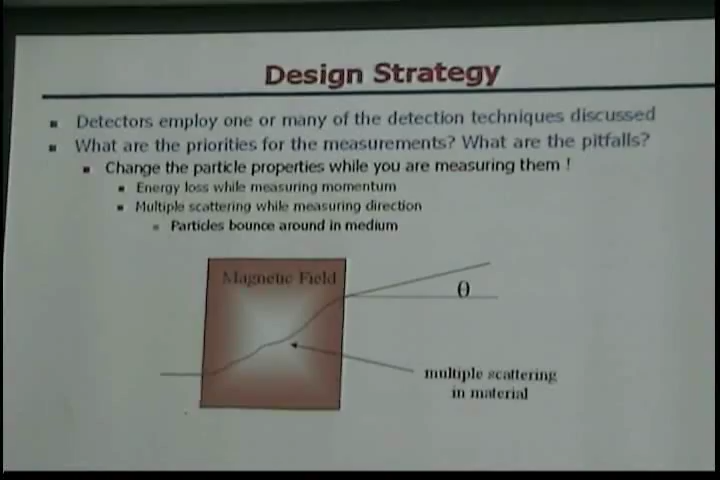 Design Strategy
Detectors employ one or many of the detection techniques discussed
What are the priorities for the measurements? What are the pitfalls?
Change the particle properties while you are measuring them !
Energy loss while measuring momentum
Multiple scattering while measuring direction
Particles bounce around in medium
Magnetic Field
θ
multiple scattering
in material